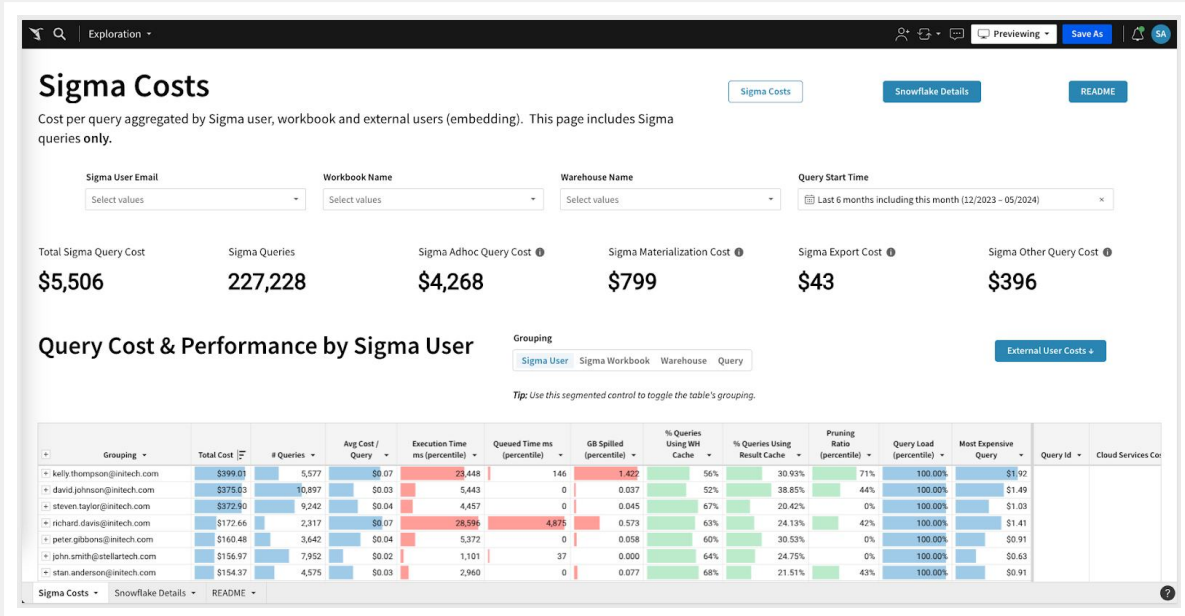 Exploration
Previewing
Save As
SA
Sigma Costs
Sigma Costs
Snowflake Details
README
Cost per query aggregated by Sigma user, workbook and external users (embedding). This page includes Sigma
queries only.
Sigma User Email
Workbook Name
Warehouse Name
Query Start Time
Select values
Select values
Select values
Last 6 months including this month (12/2023 – 05/2024)
Total Sigma Query Cost
Sigma Queries
Sigma Adhoc Query Cost
Sigma Materialization Cost
Sigma Export Cost
Sigma Other Query Cost
$5,506
227,228
$4,268
$799
$43
$396
Query Cost & Performance by Sigma User
Grouping
Sigma User Sigma Workbook Warehouse Query
External User Costs ↓
Tip: Use this segmented control to toggle the table's grouping.
Grouping
Total Cost
# Queries
Avg Cost /
Query
Execution Time
ms (percentile)
Queued Time ms
(percentile)
GB Spilled
(percentile)
% Queries
Using WH
Cache
% Queries Using
Result Cache
Pruning
Ratio
(percentile)
Query Load
(percentile)
Most Expensive
Query
Query Id
Cloud Services Cos
kelly.thompson@initech.com $399.01 5,577 $0.07 23,448 146 1.422 56% 30.93% 71% 100.00% $1.92
david.johnson@initech.com $375.03 10,897 $0.03 5,443 0 0.037 52% 38.85% 44% 100.00% $1.49
steven.taylor@initech.com $372.90 9,242 $0.04 4,457 0 0.045 67% 20.42% 0% 100.00% $1.03
richard.davis@initech.com $172.66 2,317 $0.07 28,596 4,875 0.573 63% 24.13% 42% 100.00% $1.41
peter.gibbons@initech.com $160.48 3,642 $0.04 5,372 0 0.058 60% 30.53% 0% 100.00% $0.91
john.smith@stellartech.com $156.97 7,952 $0.02 1,101 37 0.000 64% 24.75% 0% 100.00% $0.63
stan.anderson@initech.com $154.37 4,575 $0.03 2,960 0 0.077 68% 21.51% 43% 100.00% $0.91
Sigma Costs
Snowflake Details
README